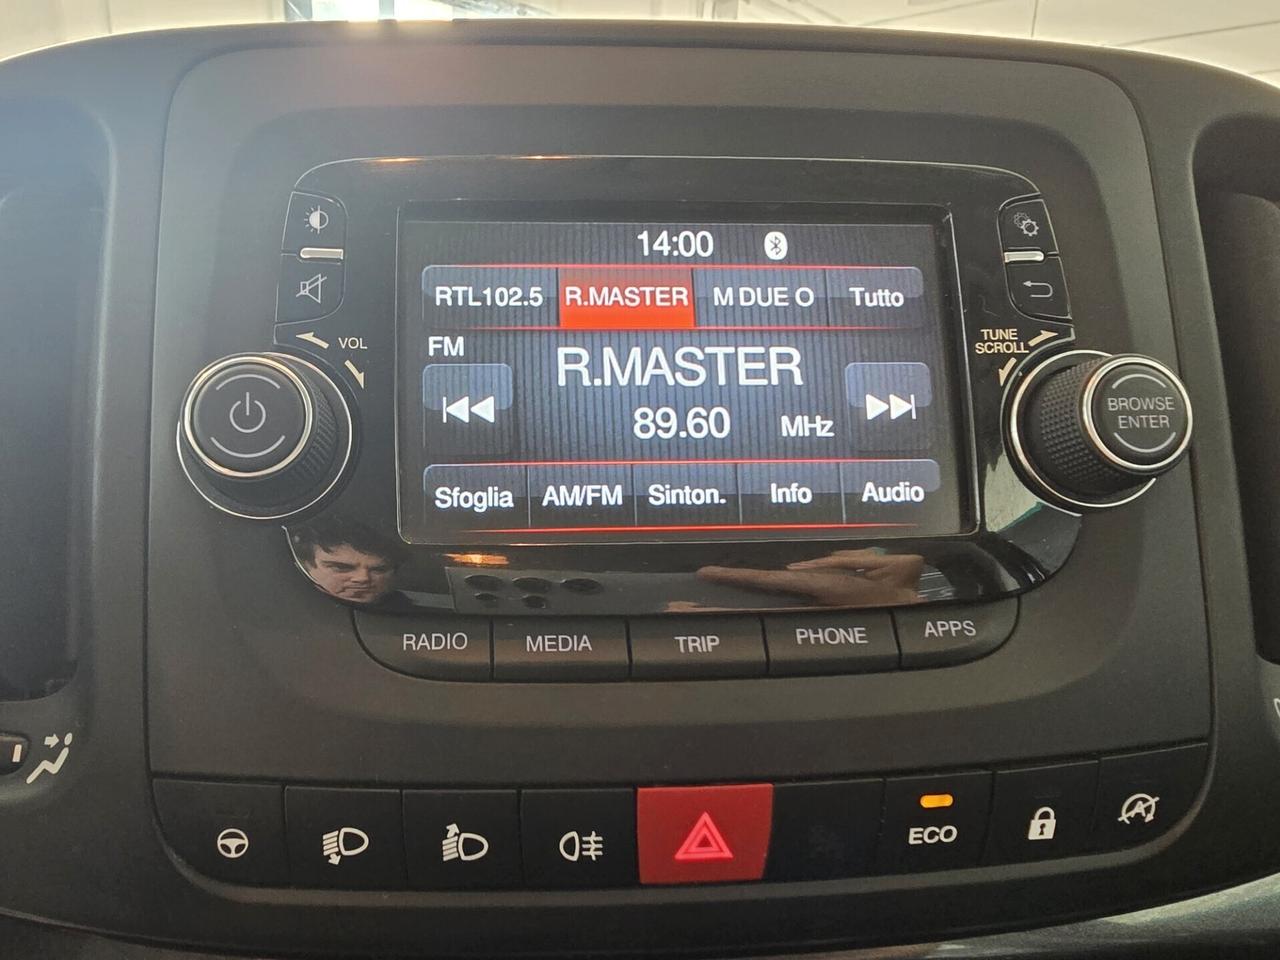 14:00
RTL102.5 R.MASTER M DUE O Tutto
VOL
TUNE
SCROLL
FM
R.MASTER
89.60 MHz
BROWSE
ENTER
Sfoglia AM/FM Sinton. Info Audio
RADIO MEDIA TRIP PHONE APPS
ECO